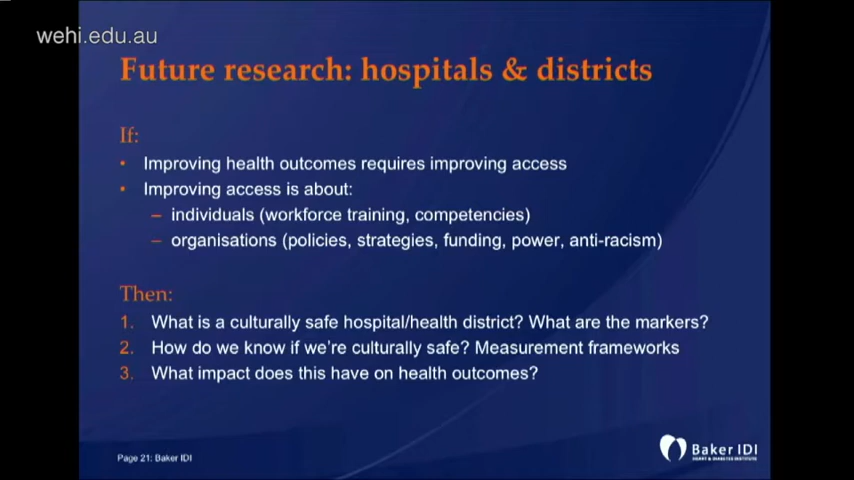 wehi.edu.au
Future research: hospitals & districts
If:
• Improving health outcomes requires improving access
• Improving access is about:
– individuals (workforce training, competencies)
– organisations (policies, strategies, funding, power, anti-racism)
Then:
1. What is a culturally safe hospital/health district? What are the markers?
2. How do we know if we're culturally safe? Measurement frameworks
3. What impact does this have on health outcomes?
Page 21: Baker IDI
Baker IDI
HEART & DIABETES INSTITUTE